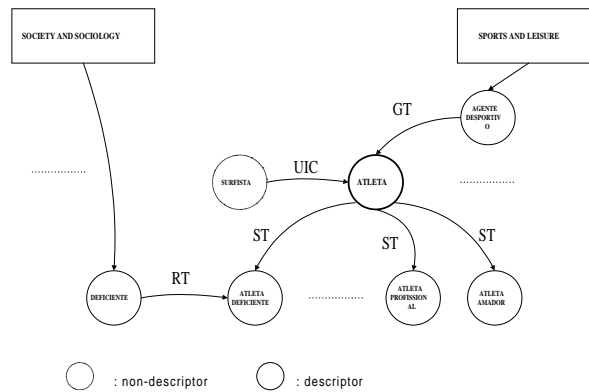 SOCIETY AND SOCIOLOGY
SPORTS AND LEISURE
AGENTE
DESPORTIV
O
GT
UIC
SURFISTA
ATLETA
ST
ST
ST
RT
DEFICIENTE
ATLETA
DEFICIENTE
ATLETA
PROFISSION
AL
ATLETA
AMADOR
: non-descriptor
: descriptor